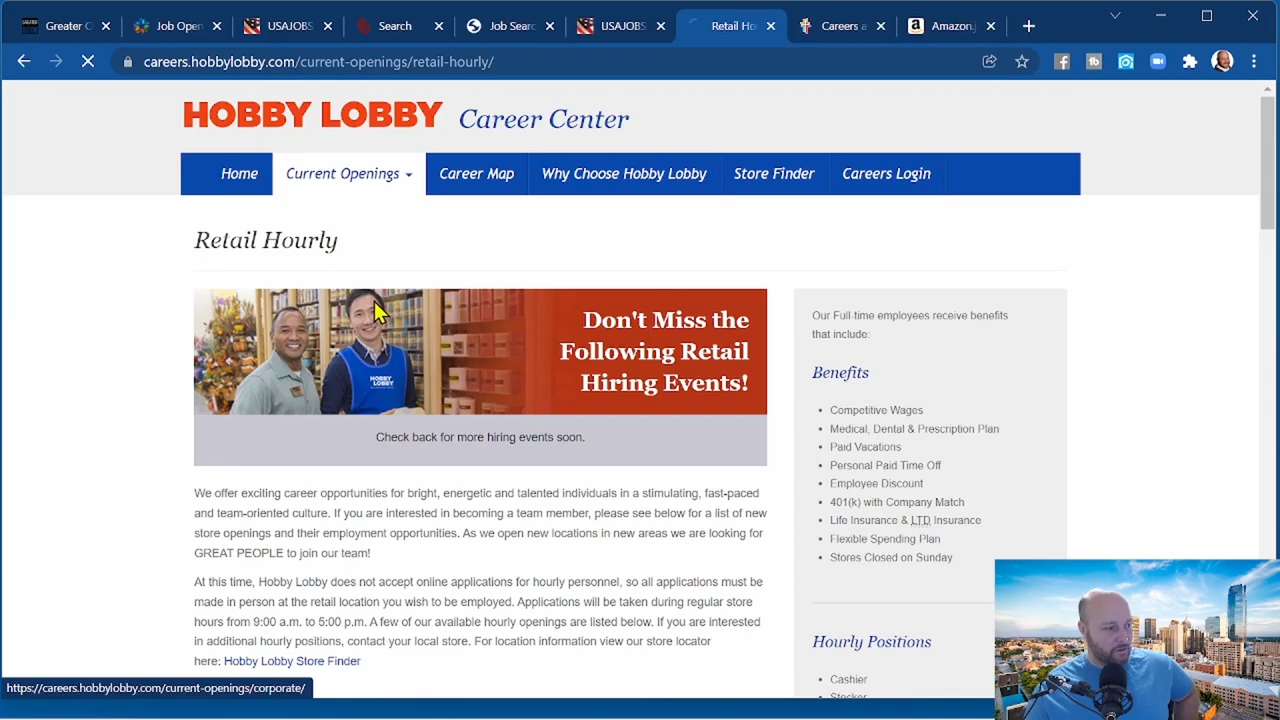 Greater C
Job Open
USAJOBS
Search
Job Searc
USAJOBS
Retail Ho
Careers a
Amazon.j
careers.hobbylobby.com/current-openings/retail-hourly/
HOBBY LOBBY Career Center
Home
Current Openings
Career Map
Why Choose Hobby Lobby
Store Finder
Careers Login
Retail Hourly
HOBBY
LOBBY
Don't Miss the
Following Retail
Hiring Events!
Check back for more hiring events soon.
We offer exciting career opportunities for bright, energetic and talented individuals in a stimulating, fast-paced
and team-oriented culture. If you are interested in becoming a team member, please see below for a list of new
store openings and their employment opportunities. As we open new locations in new areas we are looking for
GREAT PEOPLE to join our team!
At this time, Hobby Lobby does not accept online applications for hourly personnel, so all applications must be
made in person at the retail location you wish to be employed. Applications will be taken during regular store
hours from 9:00 a.m. to 5:00 p.m. A few of our available hourly openings are listed below. If you are interested
in additional hourly positions, contact your local store. For location information view our store locator
here: Hobby Lobby Store Finder
Our Full-time employees receive benefits
that include:
Benefits
• Competitive Wages
• Medical, Dental & Prescription Plan
• Paid Vacations
• Personal Paid Time Off
• Employee Discount
• 401(k) with Company Match
• Life Insurance & LTD Insurance
• Flexible Spending Plan
• Stores Closed on Sunday
Hourly Positions
• Cashier
• Stocker
https://careers.hobbylobby.com/current-openings/corporate/